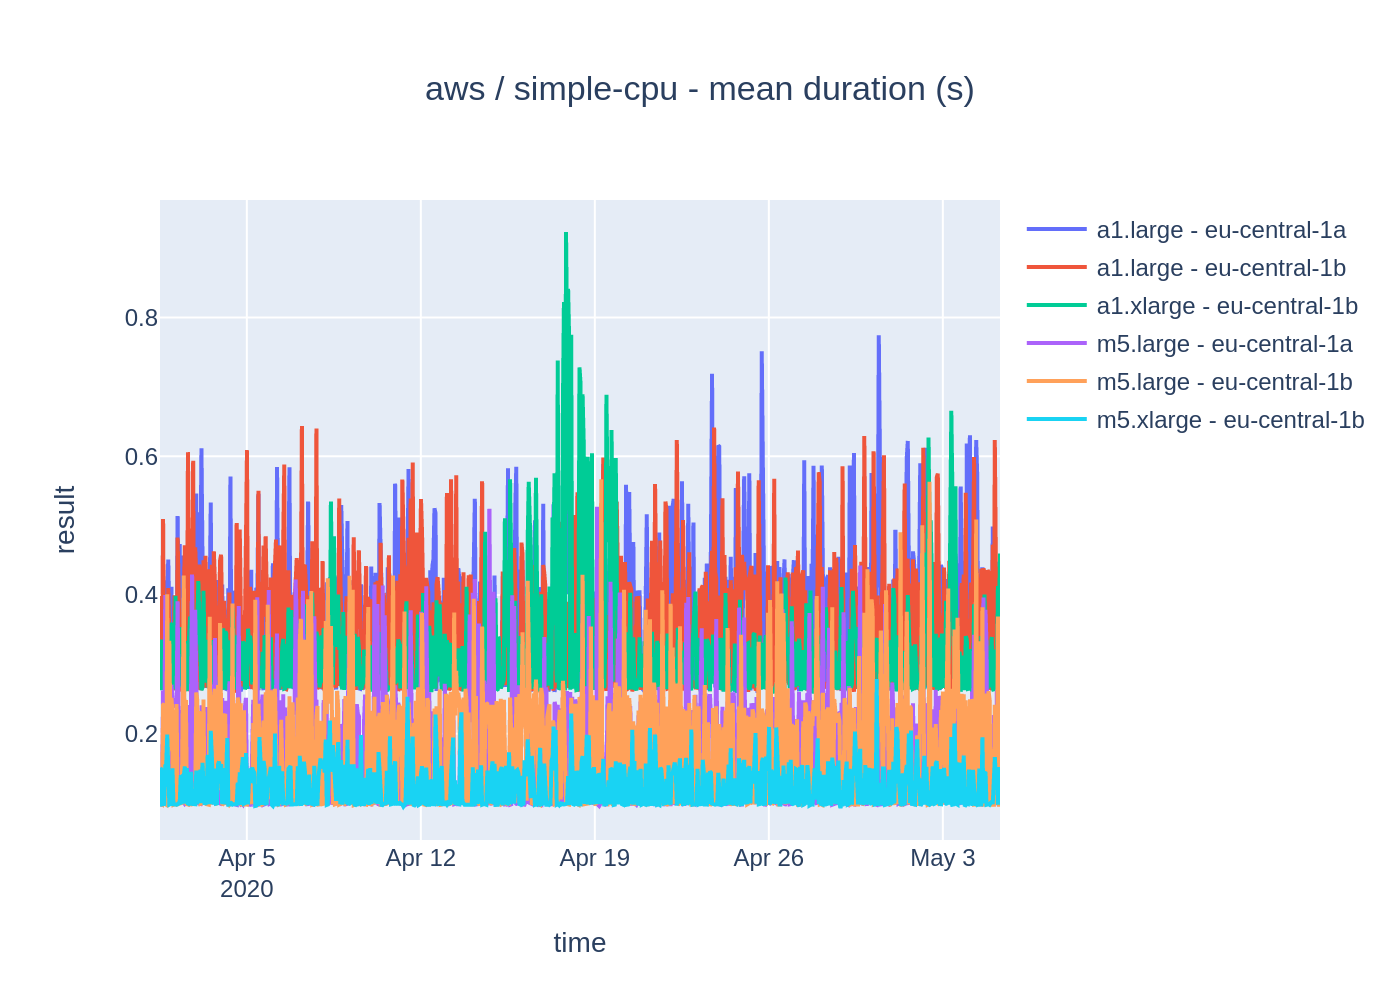 aws / simple-cpu - mean duration (s)
a1.large - eu-central-1a
a1.large - eu-central-1b
a1.xlarge - eu-central-1b
m5.large - eu-central-1a
m5.large - eu-central-1b
m5.xlarge - eu-central-1b
0.8
0.6
0.4
0.2
result
Apr 5
2020
Apr 12
Apr 19
Apr 26
May 3
time